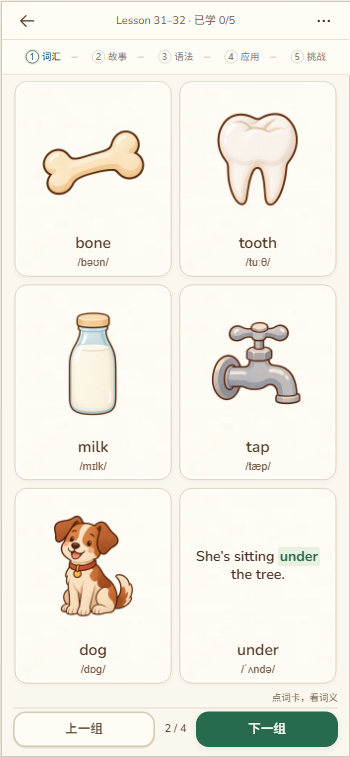 Lesson 31–32 · 已学 0/5
1 词汇 – 2 故事 – 3 语法 – 4 应用 – 5 挑战
bone
/bəʊn/
tooth
/tuːθ/
milk
/mɪlk/
tap
/tæp/
dog
/dɒg/
She's sitting under
the tree.
under
/ˈʌndə/
点词卡，看词义
上一组
2 / 4
下一组